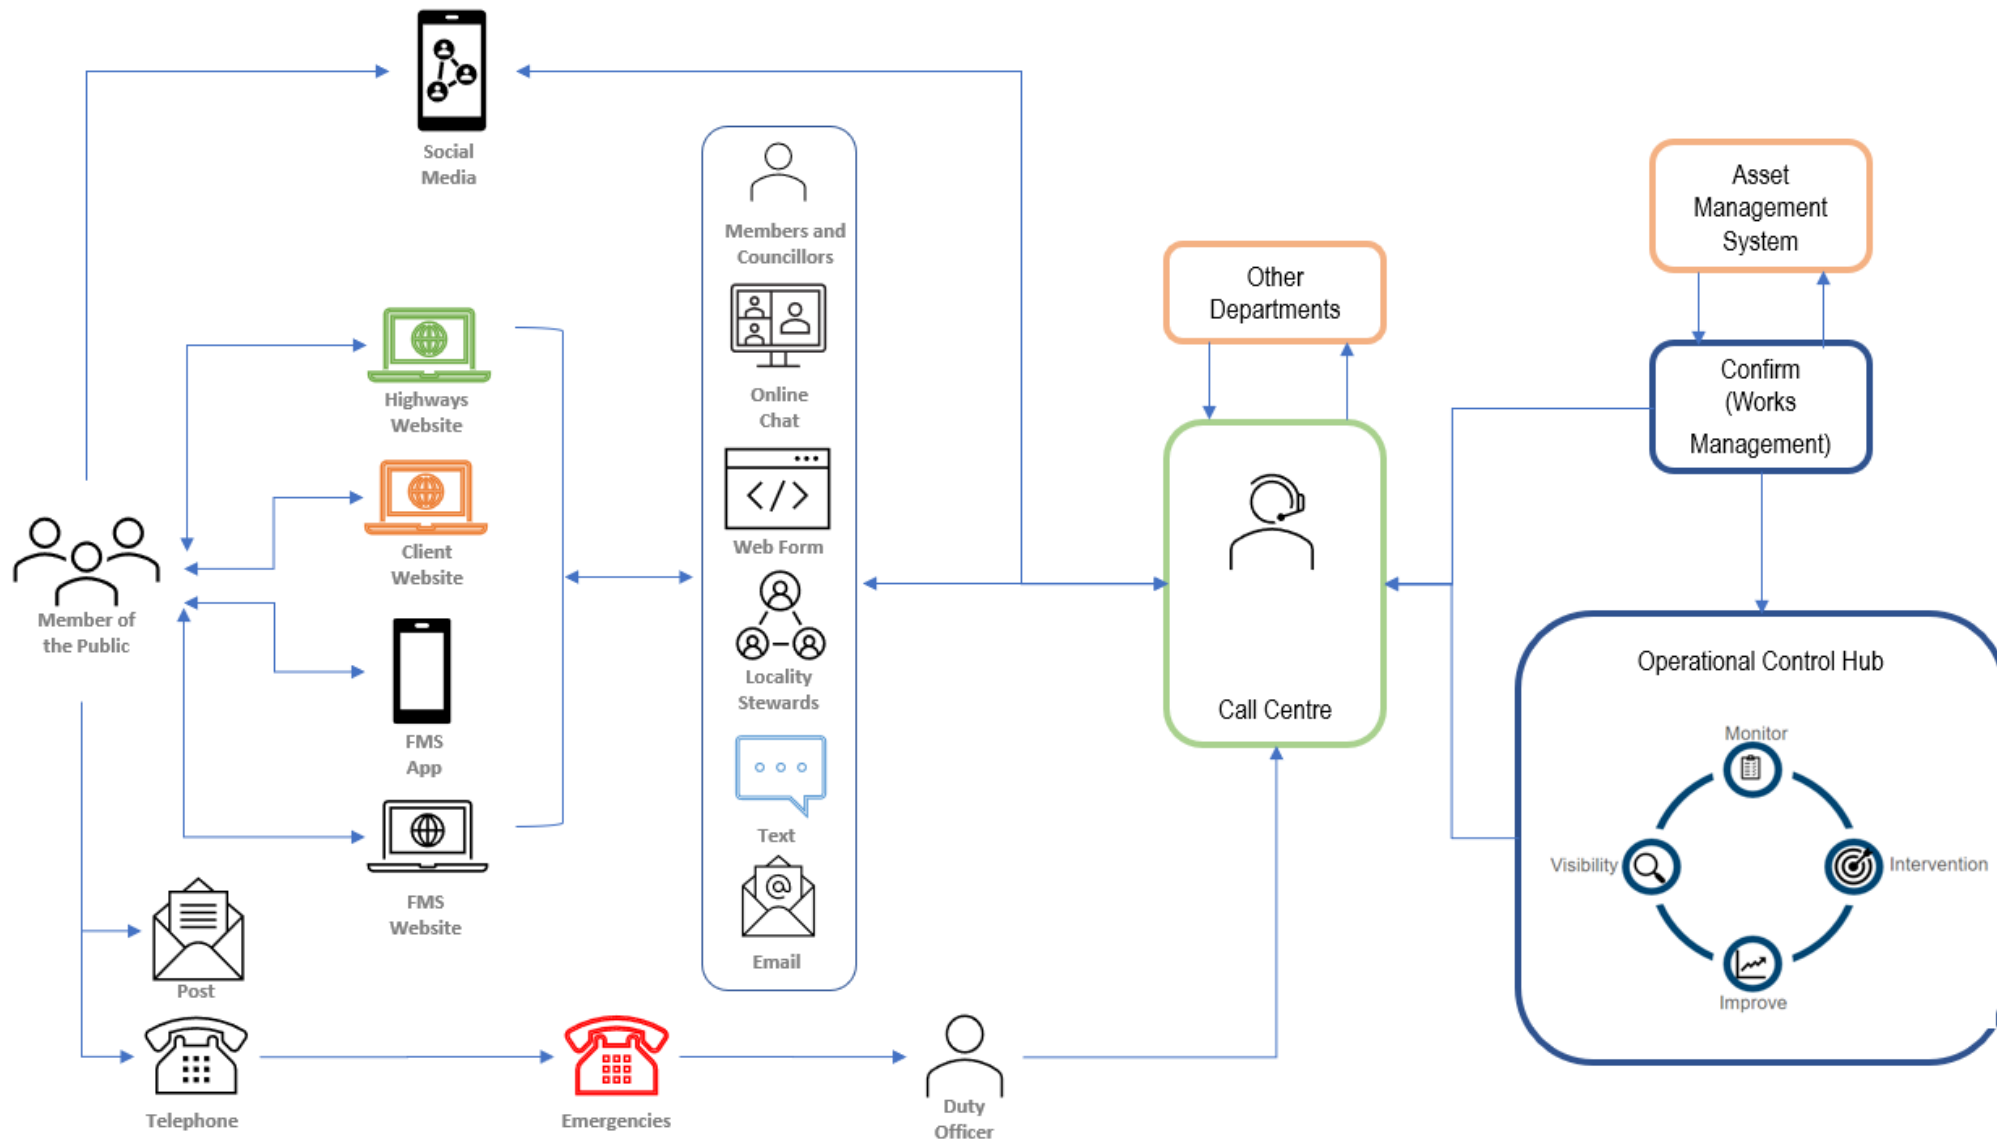 Social
Media
Members and
Councillors
Online
Chat
Web Form
Locality
Stewards
Text
Email
Highways
Website
Client
Website
FMS
App
FMS
Website
Member of
the Public
Post
Telephone
Emergencies
Duty
Officer
Other
Departments
Call Centre
Asset
Management
System
Confirm
(Works
Management)
Operational Control Hub
Monitor
Visibility
Intervention
Improve